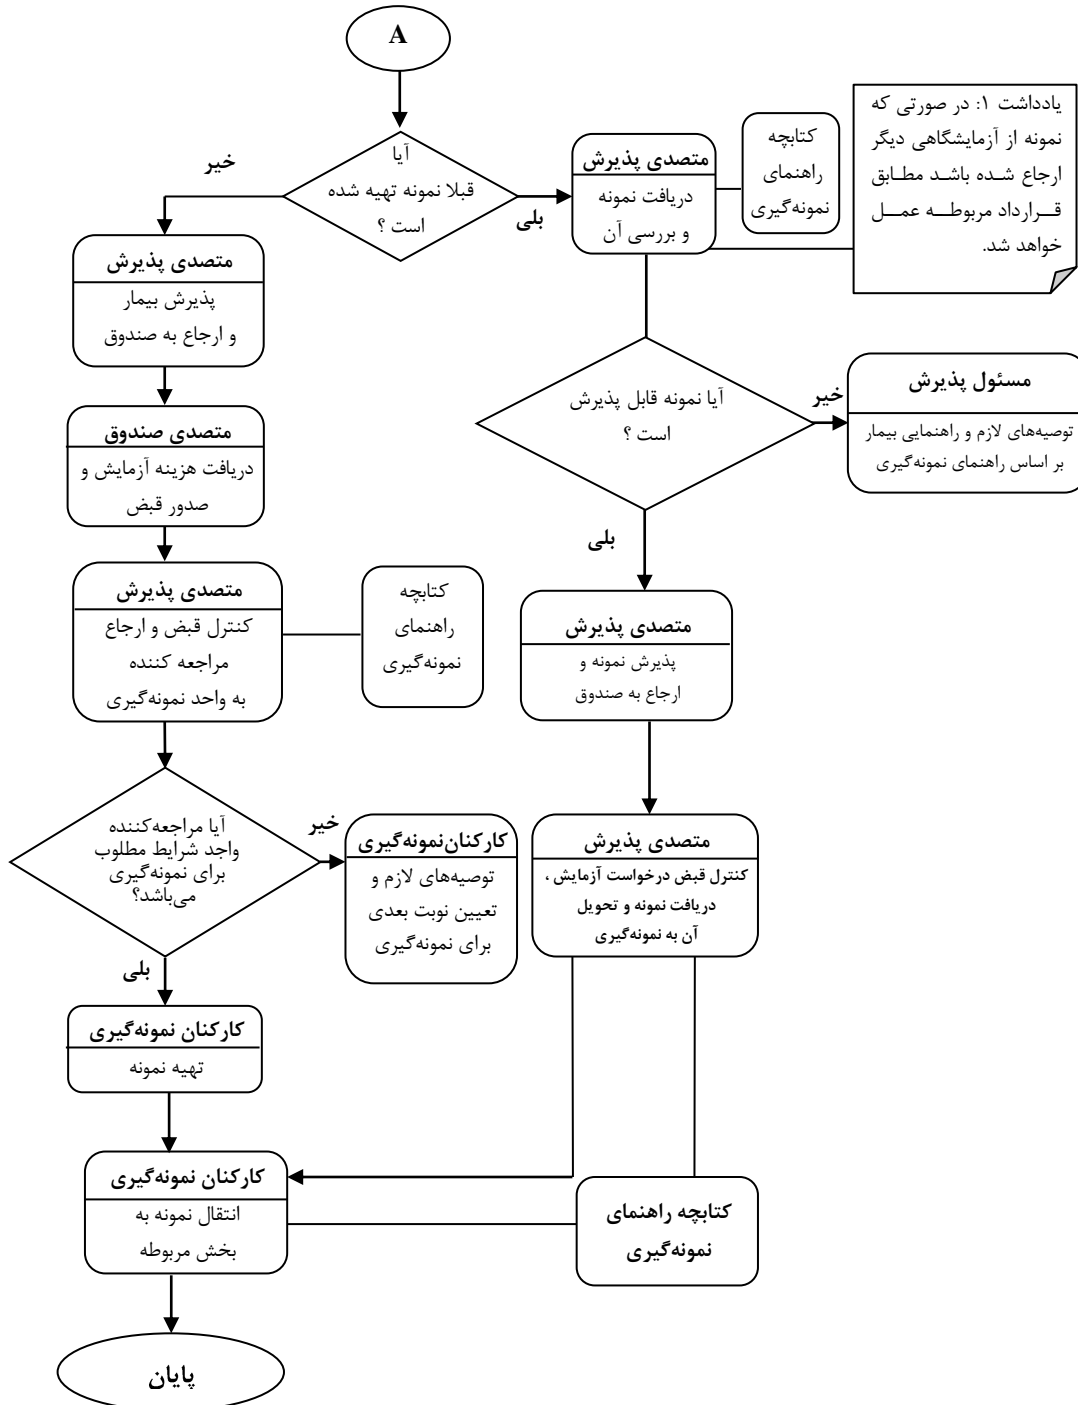 A
آیا
قبلا نمونه تهیه شده
است ؟
خیر
بلی
متصدی پذیرش
دریافت نمونه
و بررسی آن
کتابچه
راهنمای
نمونه‌گیری
یادداشت ۱: در صورتی که
نمونه از آزمایشگاهی دیگر
ارجاع شده باشد مطابق
قرارداد مربوطه عمل
خواهد شد.
متصدی پذیرش
پذیرش بیمار
و ارجاع به صندوق
آیا نمونه قابل پذیرش
است ؟
خیر
مسئول پذیرش
توصیه‌های لازم و راهنمایی بیمار
بر اساس راهنمای نمونه‌گیری
متصدی صندوق
دریافت هزینه آزمایش و
صدور قبض
بلی
متصدی پذیرش
کنترل قبض و ارجاع
مراجعه کننده
به واحد نمونه‌گیری
کتابچه
راهنمای
نمونه‌گیری
متصدی پذیرش
پذیرش نمونه و
ارجاع به صندوق
آیا مراجعه‌کننده
واجد شرایط مطلوب
برای نمونه‌گیری
می‌باشد؟
خیر
کارکنان نمونه‌گیری
توصیه‌های لازم و
تعیین نوبت بعدی
برای نمونه‌گیری
متصدی پذیرش
کنترل قبض درخواست آزمایش ،
دریافت نمونه و تحویل
آن به نمونه‌گیری
بلی
کارکنان نمونه‌گیری
تهیه نمونه
کارکنان نمونه‌گیری
انتقال نمونه به
بخش مربوطه
کتابچه راهنمای
نمونه‌گیری
پایان